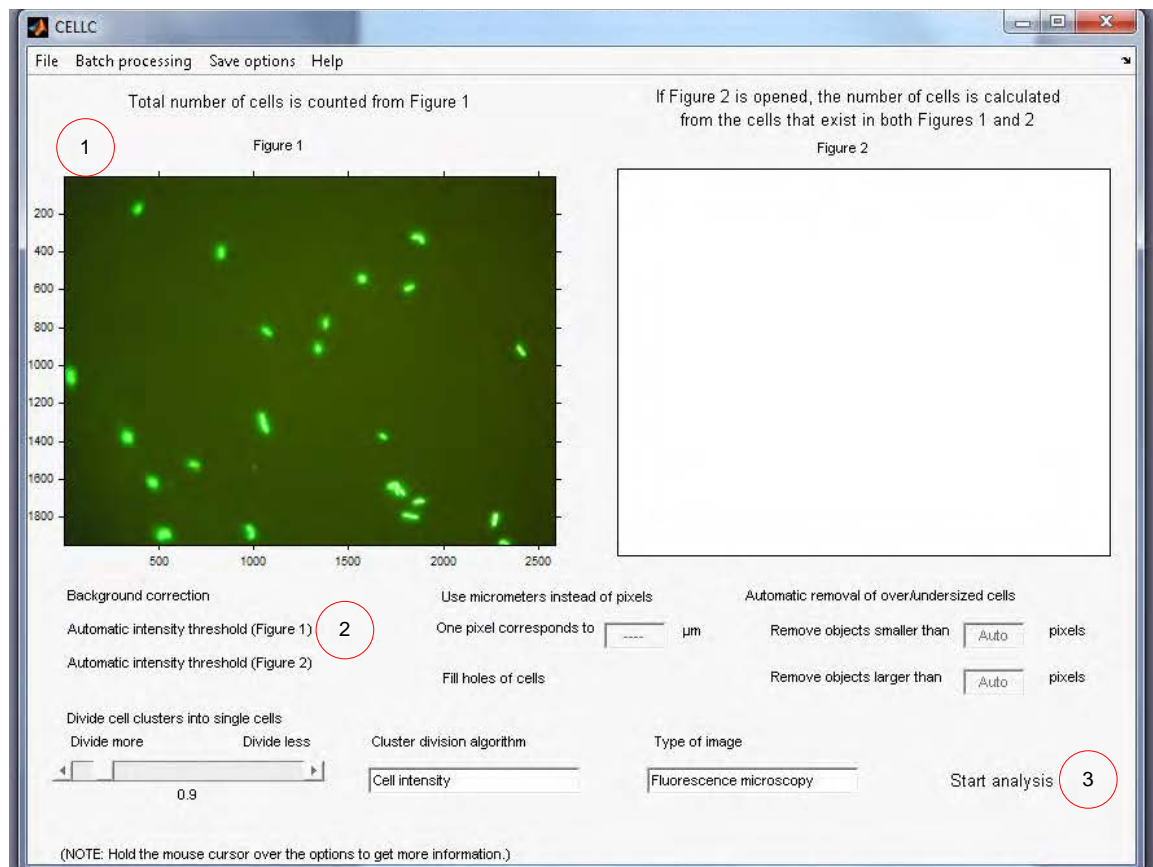 CELLC
File Batch processing Save options Help
Total number of cells is counted from Figure 1
If Figure 2 is opened, the number of cells is calculated
from the cells that exist in both Figures 1 and 2
1
Figure 1
Figure 2
200
400
600
800
1000
1200
1400
1600
1800
500 1000 1500 2000 2500
Background correction
Use micrometers instead of pixels
Automatic removal of over/undersized cells
Automatic intensity threshold (Figure 1) 2
One pixel corresponds to ---- µm
Remove objects smaller than Auto pixels
Automatic intensity threshold (Figure 2)
Fill holes of cells
Remove objects larger than Auto pixels
Divide cell clusters into single cells
Divide more Divide less
Cluster division algorithm
Type of image
Cell intensity
Fluorescence microscopy
Start analysis 3
0.9
(NOTE: Hold the mouse cursor over the options to get more information.)